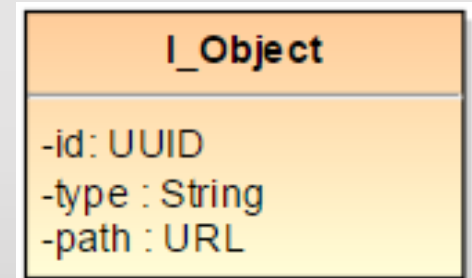 I_Object
-id: UUID
-type : String
-path : URL